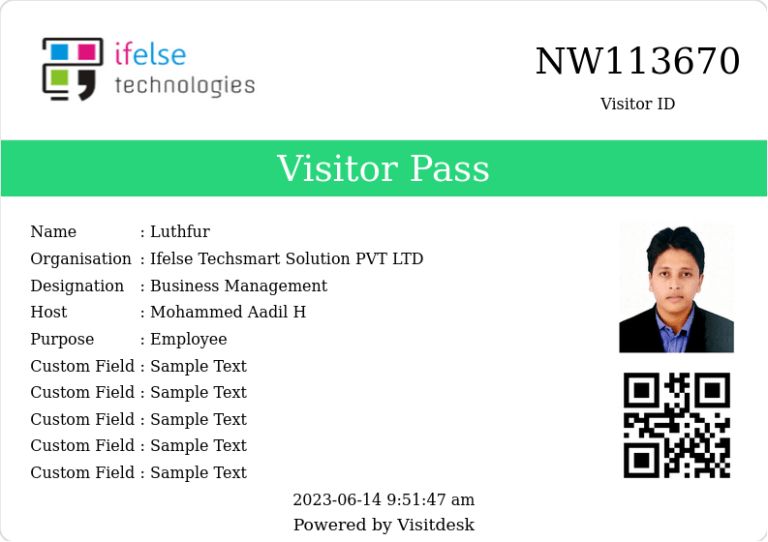 ifelse
technologies
NW113670
Visitor ID
Visitor Pass
Name : Luthfur
Organisation : Ifelse Techsmart Solution PVT LTD
Designation : Business Management
Host : Mohammed Aadil H
Purpose : Employee
Custom Field : Sample Text
Custom Field : Sample Text
Custom Field : Sample Text
Custom Field : Sample Text
Custom Field : Sample Text
2023-06-14 9:51:47 am
Powered by Visitdesk